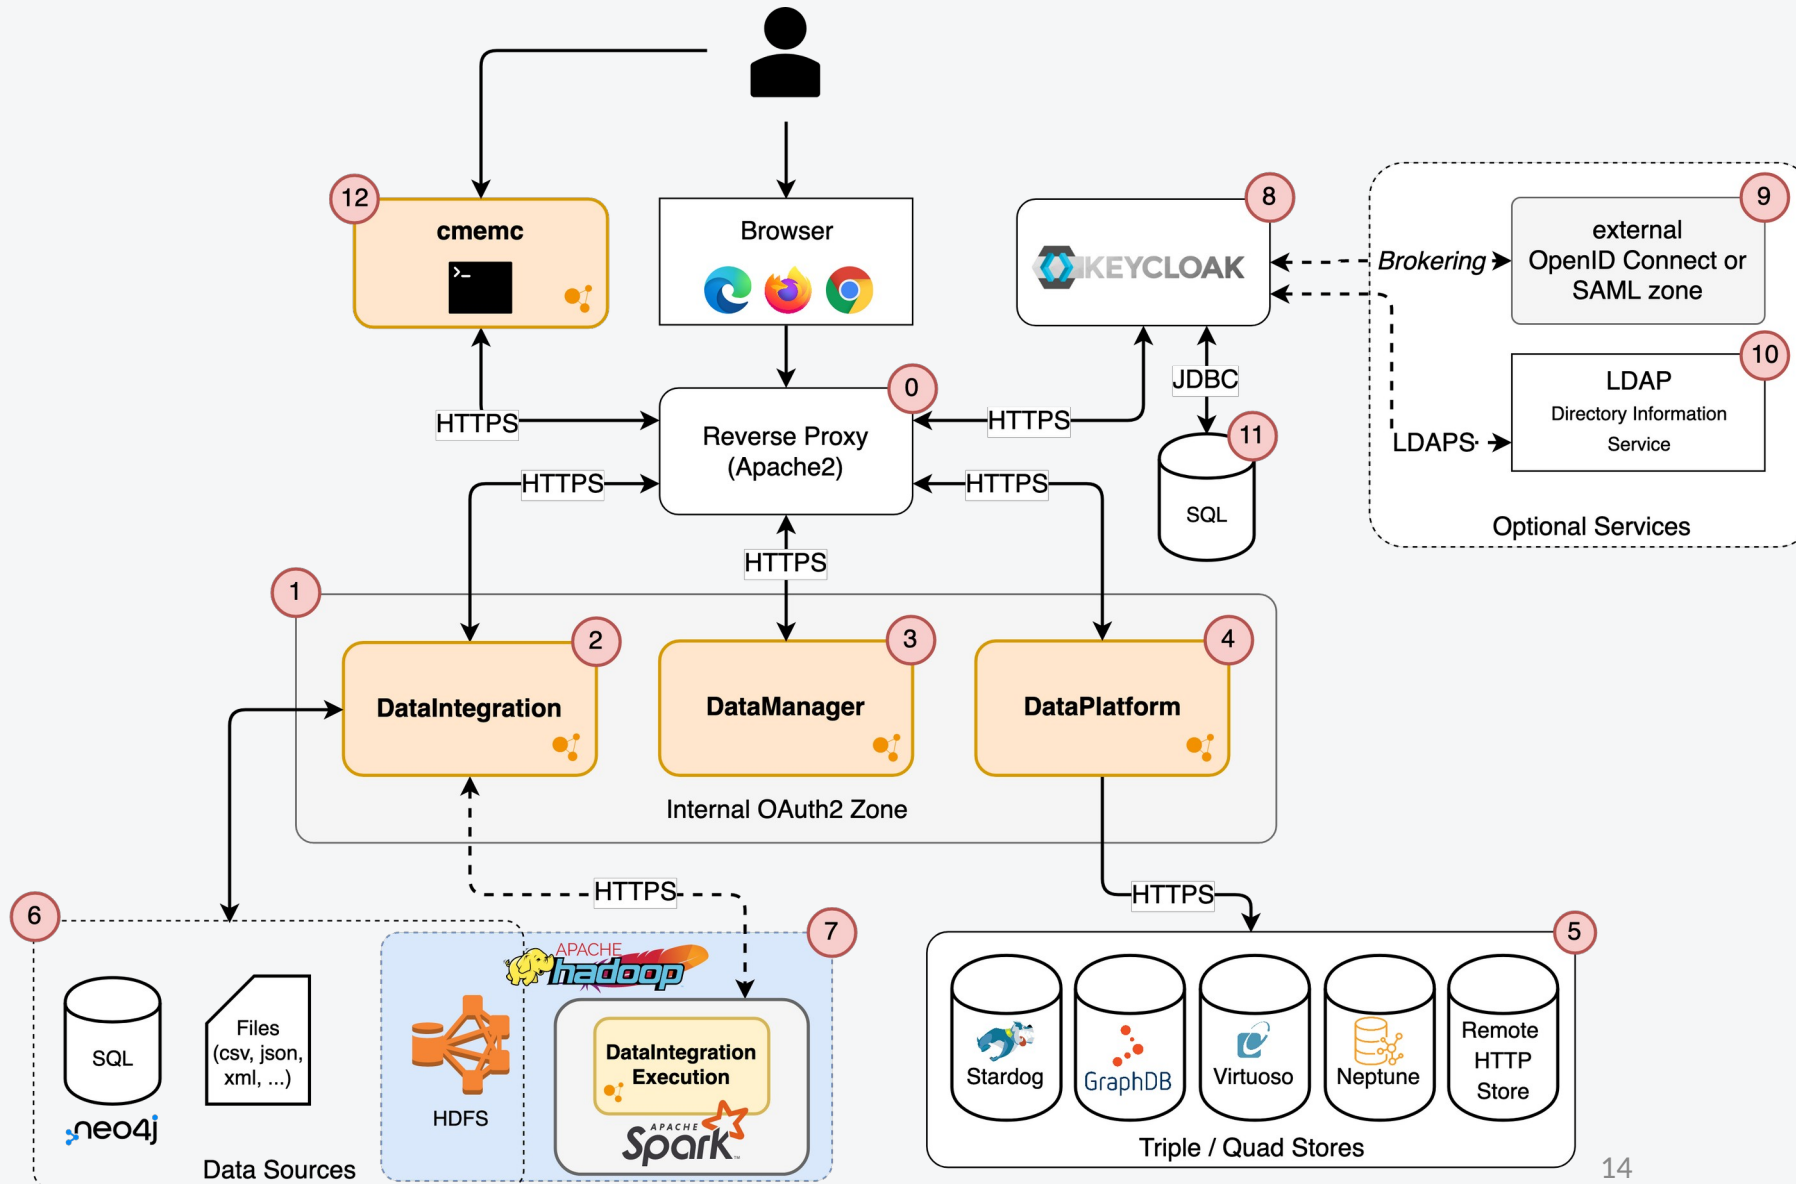 12
cmemc
>_
Browser
8
KEYCLOAK
Brokering
9
external
OpenID Connect or
SAML zone
10
LDAP
Directory Information
Service
LDAPS
Optional Services
HTTPS
0
Reverse Proxy
(Apache2)
HTTPS
JDBC
11
SQL
HTTPS
HTTPS
HTTPS
1
2
DataIntegration
3
DataManager
4
DataPlatform
Internal OAuth2 Zone
HTTPS
HTTPS
6
SQL
neo4j
Files
(csv, json,
xml, ...)
Data Sources
7
APACHE
hadoop
HDFS
DataIntegration
Execution
APACHE
Spark
5
Stardog
GraphDB
Virtuoso
Neptune
Remote
HTTP
Store
Triple / Quad Stores
14